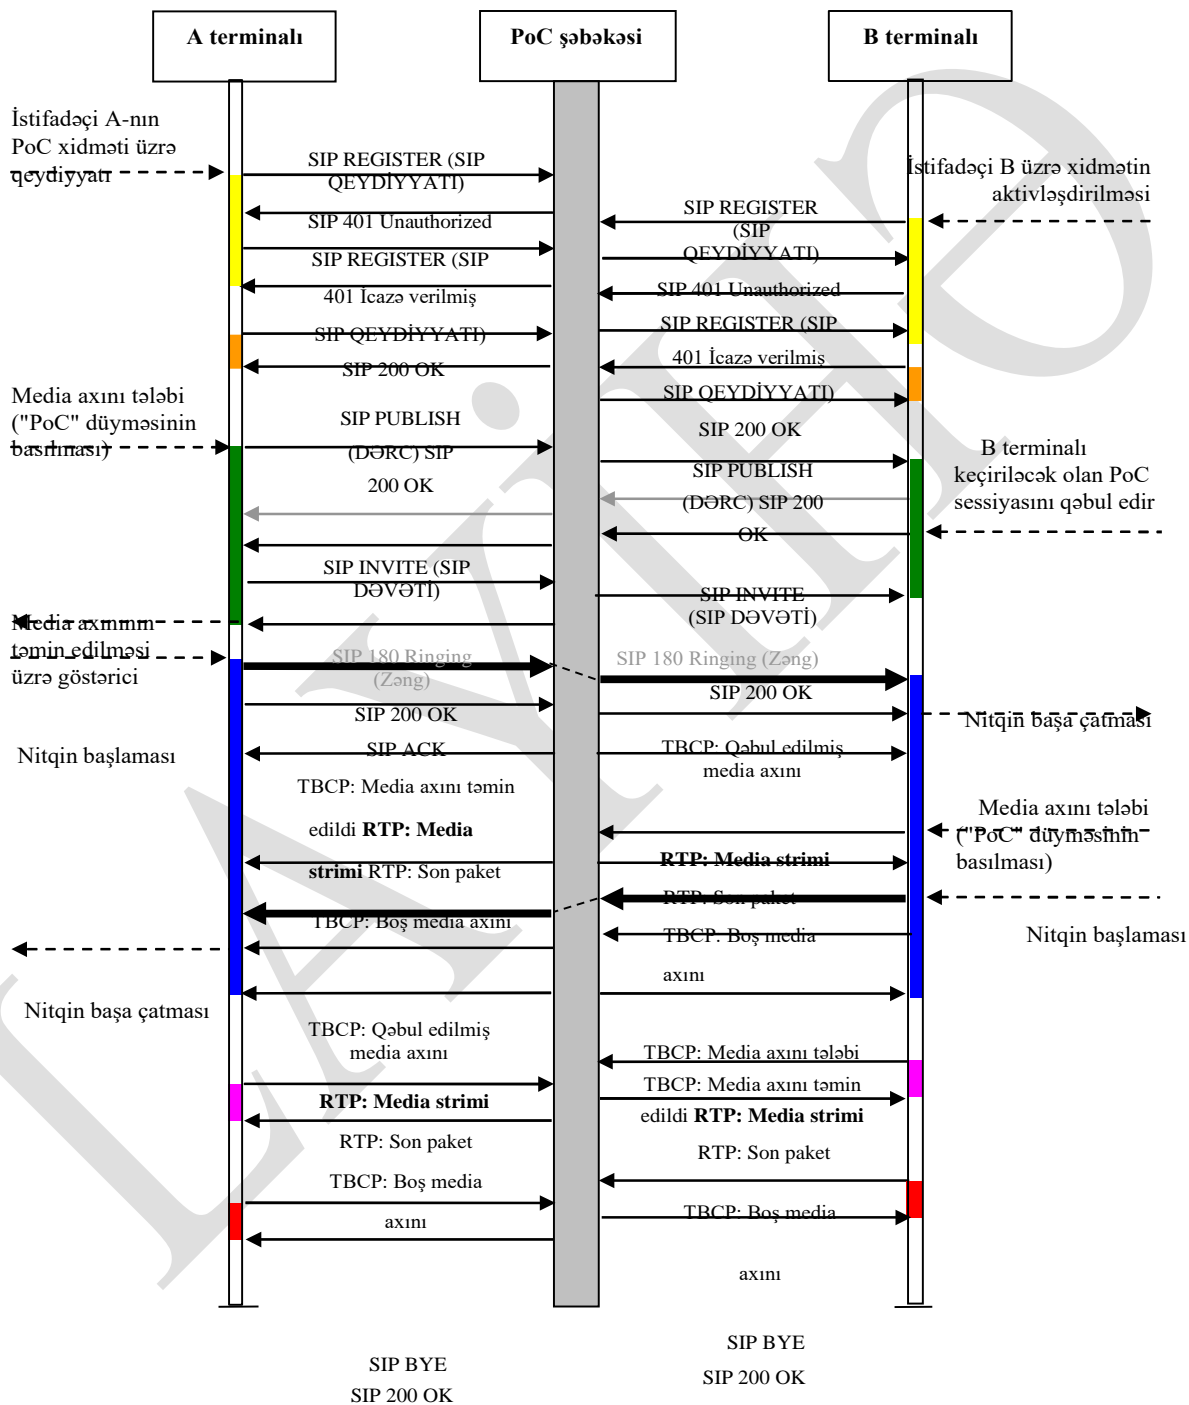 A terminalı
PoC şəbəkəsi
B terminalı
İstifadəçi A-nın
PoC xidməti üzrə
qeydiyyatı
SIP REGISTER (SIP
QEYDİYYATI)
SIP 401 Unauthorized
SIP REGISTER (SIP
401 İcazə verilmiş
SIP QEYDİYYATI)
SIP 200 OK
İstifadəçi B üzrə xidmətin
aktivləşdirilməsi
SIP REGISTER
(SIP
QEYDİYYATI)
SIP 401 Unauthorized
SIP REGISTER (SIP
401 İcazə verilmiş
SIP QEYDİYYATI)
SIP 200 OK
Media axını tələbi
("PoC" düyməsinin
basılması)
SIP PUBLISH
(DƏRC) SIP
200 OK
SIP PUBLISH
(DƏRC) SIP 200
OK
B terminalı
keçiriləcək olan PoC
sessiyasını qəbul edir
SIP INVITE (SIP
DƏVƏTİ)
SIP INVITE
(SIP DƏVƏTİ)
Media axınının
təmin edilməsi
üzrə göstərici
SIP 180 Ringing
(Zəng)
SIP 200 OK
SIP ACK
SIP 180 Ringing (Zəng)
SIP 200 OK
Nitqin başa çatması
Nitqin başlaması
TBCP: Media axını təmin
edildi RTP: Media
strimi RTP: Son paket
TBCP: Boş media axını
TBCP: Qəbul edilmiş
media axını
RTP: Media strimi
RTP: Son paket
TBCP: Boş media
axını
Media axını tələbi
("PoC" düyməsinin
basılması)
Nitqin başlaması
Nitqin başa çatması
TBCP: Qəbul edilmiş
media axını
RTP: Media strimi
RTP: Son paket
TBCP: Boş media
axını
TBCP: Media axını tələbi
TBCP: Media axını təmin
edildi RTP: Media strimi
RTP: Son paket
TBCP: Boş media
axını
SIP BYE
SIP 200 OK
SIP BYE
SIP 200 OK
LAYİHƏ